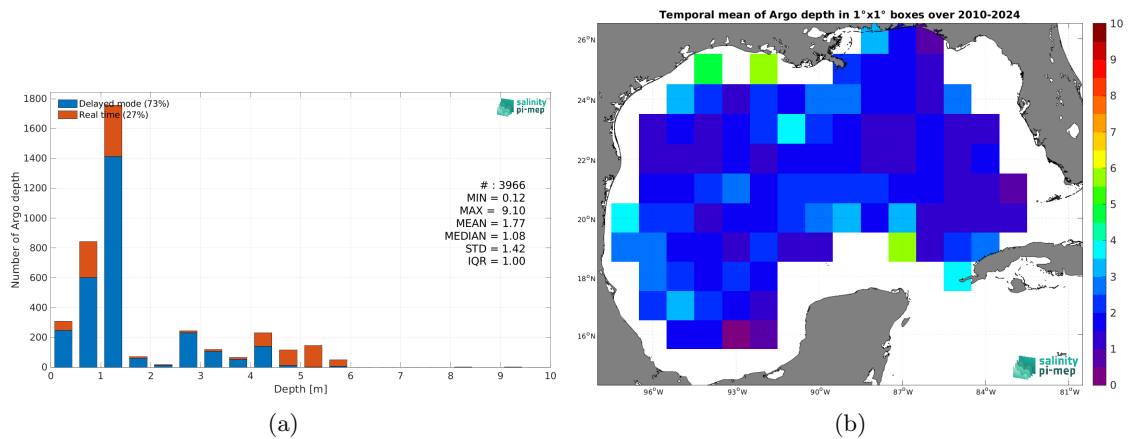 Delayed mode (73%)
Real time (27%)
salinity
pi-mep
# : 3966
MIN = 0.12
MAX = 9.10
MEAN = 1.77
MEDIAN = 1.08
STD = 1.42
IQR = 1.00
Number of Argo depth
1800
1600
1400
1200
1000
800
600
400
200
0
0 1 2 3 4 5 6 7 8 9 10
Depth [m]
(a)
Temporal mean of Argo depth in 1°x1° boxes over 2010-2024
26°N
24°N
22°N
20°N
18°N
16°N
96°W 93°W 90°W 87°W 84°W 81°W
salinity
pi-mep
10
9
8
7
6
5
4
3
2
1
0
(b)